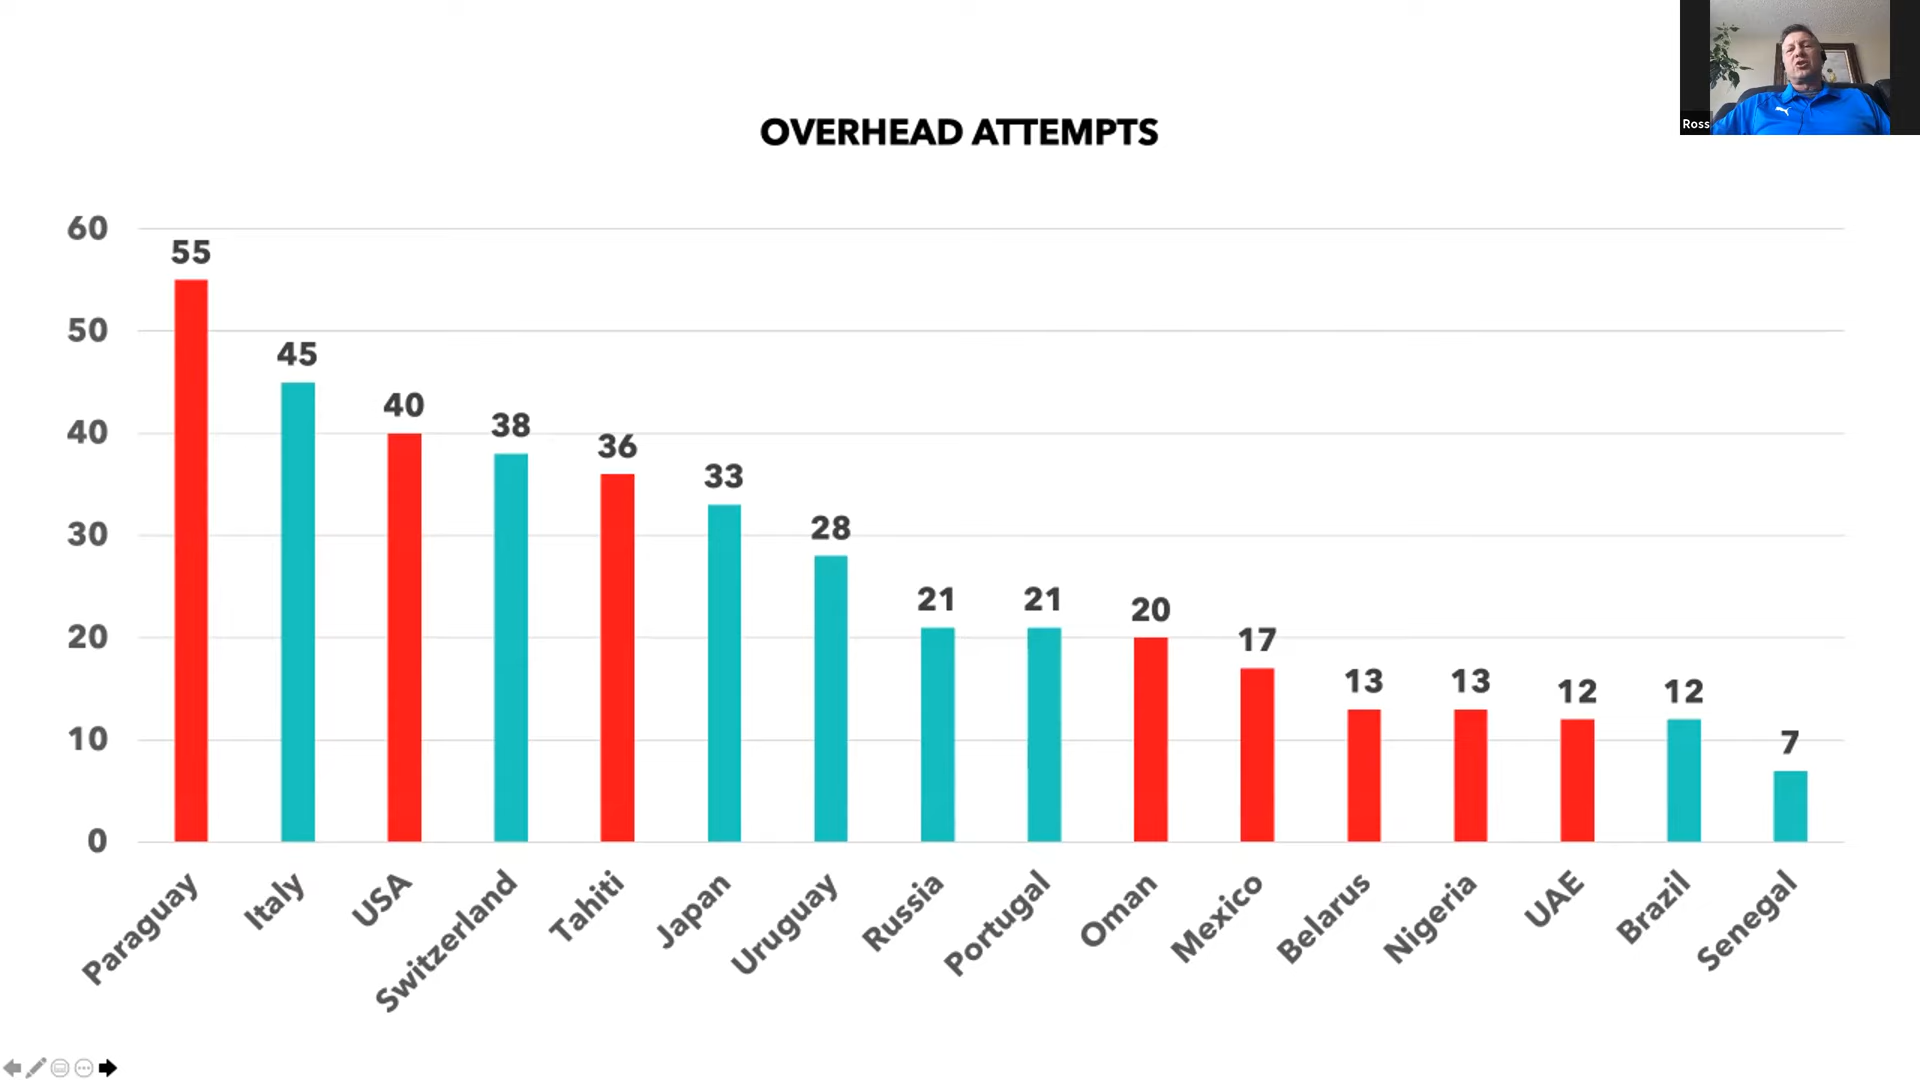 Ross
OVERHEAD ATTEMPTS
60
50
40
30
20
10
0
55
45
40
38
36
33
28
21
21
20
17
13
13
12
12
7
Paraguay
Italy
USA
Switzerland
Tahiti
Japan
Uruguay
Russia
Portugal
Oman
Mexico
Belarus
Nigeria
UAE
Brazil
Senegal